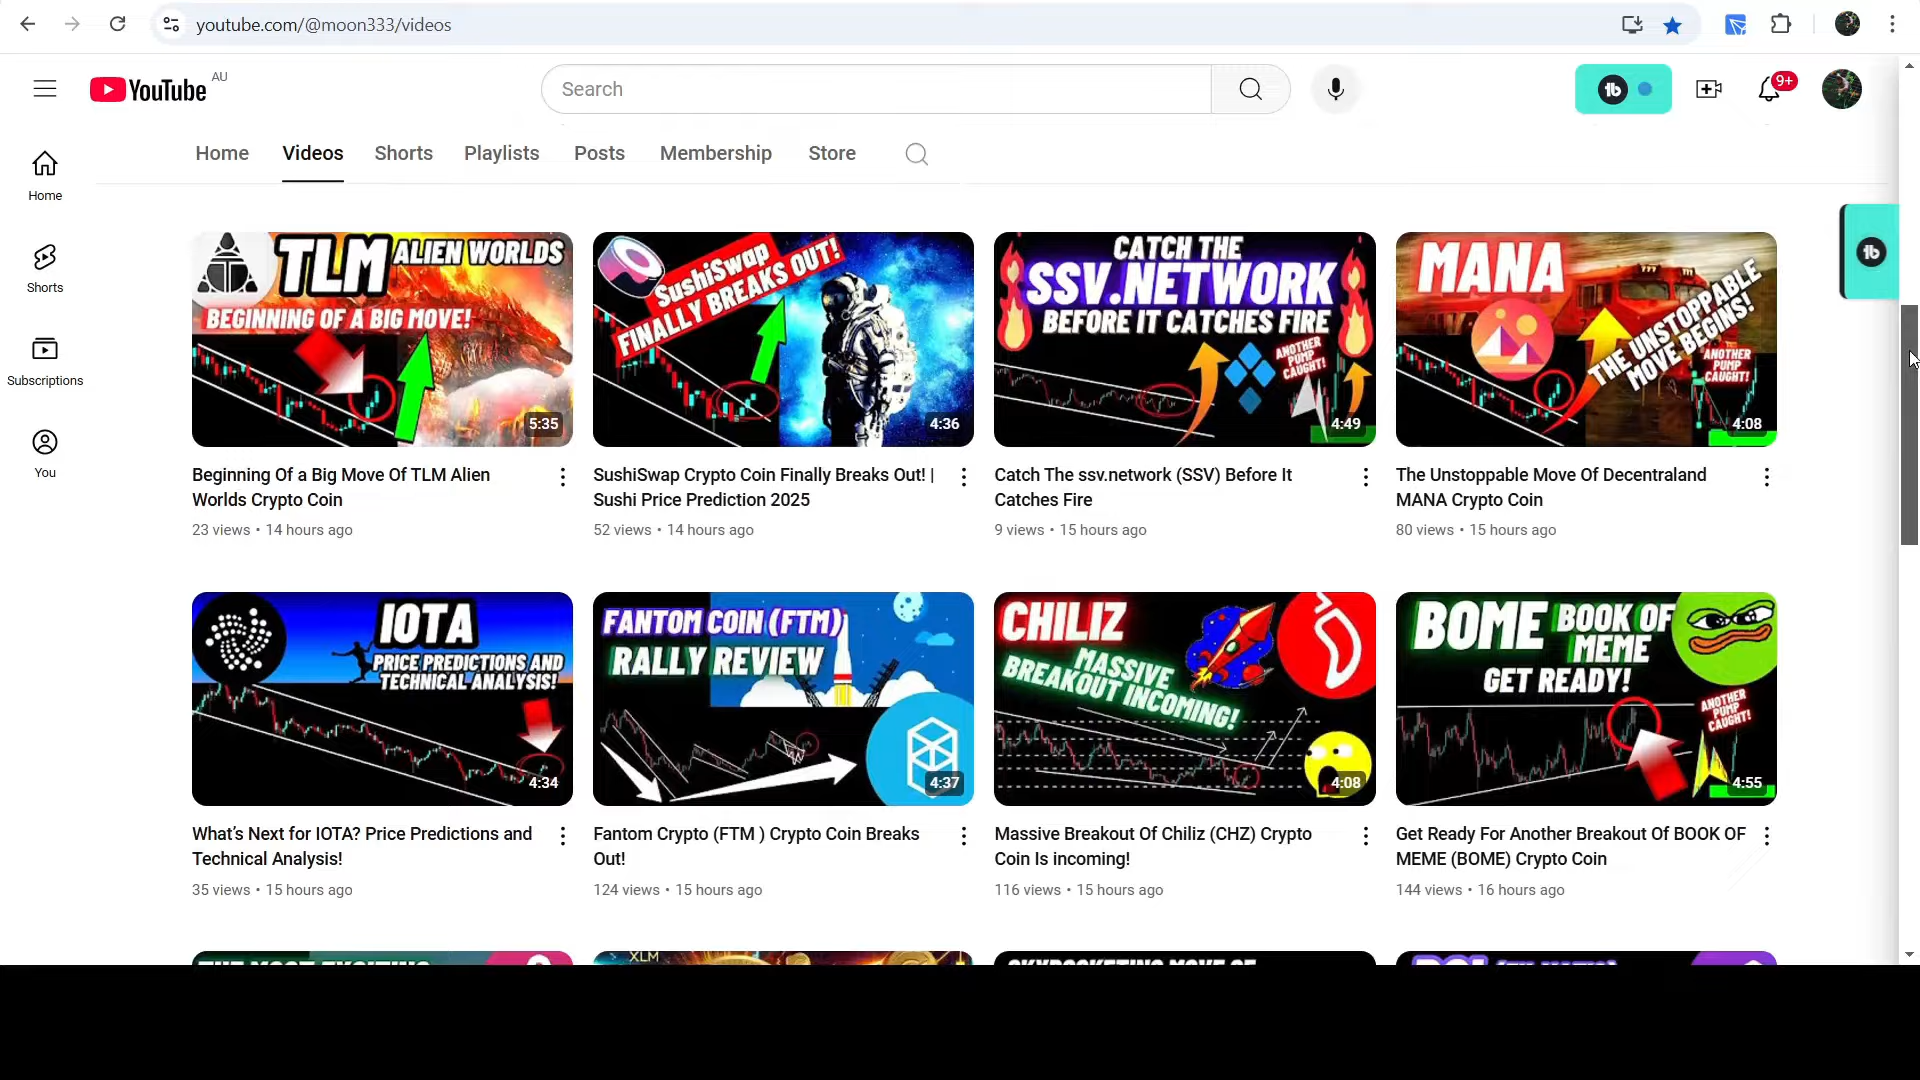 youtube.com/@moon333/videos
YouTube AU
Search
9+
Home
Videos
Shorts
Playlists
Posts
Membership
Store
Home
Shorts
Subscriptions
You
TLM ALIEN WORLDS
BEGINNING OF A BIG MOVE!
5:35
SushiSwap
FINALLY BREAKS OUT!
4:36
CATCH THE
SSV.NETWORK
BEFORE IT CATCHES FIRE
ANOTHER
PUMP
CAUGHT!
4:49
MANA
THE UNSTOPPABLE
MOVE BEGINS!
ANOTHER
PUMP
CAUGHT!
4:08
Beginning Of a Big Move Of TLM Alien
Worlds Crypto Coin
23 views • 14 hours ago
SushiSwap Crypto Coin Finally Breaks Out! |
Sushi Price Prediction 2025
52 views • 14 hours ago
Catch The ssv.network (SSV) Before It
Catches Fire
9 views • 15 hours ago
The Unstoppable Move Of Decentraland
MANA Crypto Coin
80 views • 15 hours ago
IOTA
PRICE PREDICTIONS AND
TECHNICAL ANALYSIS!
4:34
FANTOM COIN (FTM)
RALLY REVIEW
4:37
CHILIZ
MASSIVE
BREAKOUT INCOMING!
4:08
BOME BOOK OF
MEME
GET READY!
ANOTHER
PUMP
CAUGHT!
4:55
What's Next for IOTA? Price Predictions and
Technical Analysis!
35 views • 15 hours ago
Fantom Crypto (FTM ) Crypto Coin Breaks
Out!
124 views • 15 hours ago
Massive Breakout Of Chiliz (CHZ) Crypto
Coin Is incoming!
116 views • 15 hours ago
Get Ready For Another Breakout Of BOOK OF
MEME (BOME) Crypto Coin
144 views • 16 hours ago
THE MOST EXCITING
XLM
SKYROCKETING MOVE OF